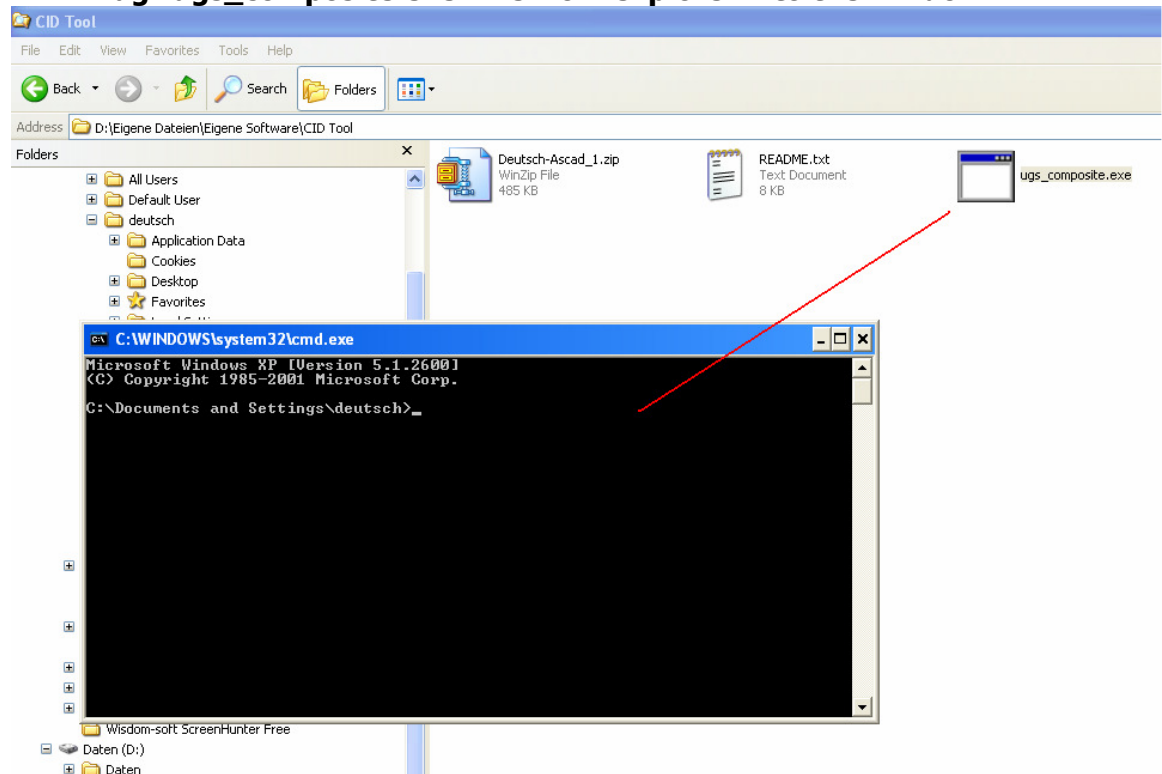 CID Tool
File Edit View Favorites Tools Help
Back Search Folders
Address D:\Eigene Dateien\Eigene Software\CID Tool
Folders
All Users
Default User
deutsch
Application Data
Cookies
Desktop
Favorites
Deutsch-Ascad_1.zip
WinZip File
485 KB
README.txt
Text Document
8 KB
ugs_composite.exe
C:\WINDOWS\system32\cmd.exe
Microsoft Windows XP [Version 5.1.2600]
(C) Copyright 1985-2001 Microsoft Corp.
C:\Documents and Settings\deutsch>_
Wisdom-soft ScreenHunter Free
Daten (D:)
Daten